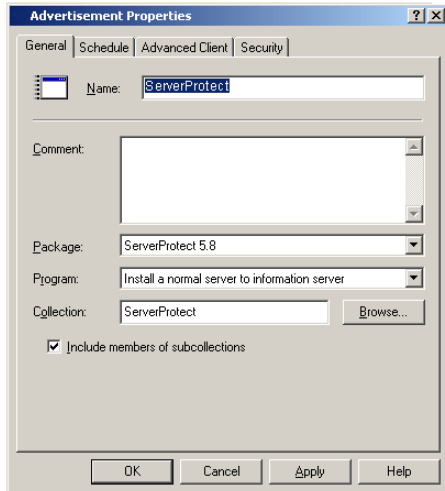 Advertisement Properties
General Schedule Advanced Client Security
Name: ServerProtect
Comment:
Package: ServerProtect 5.8
Program: Install a normal server to information server
Collection: ServerProtect Browse...
Include members of subcollections
OK Cancel Apply Help